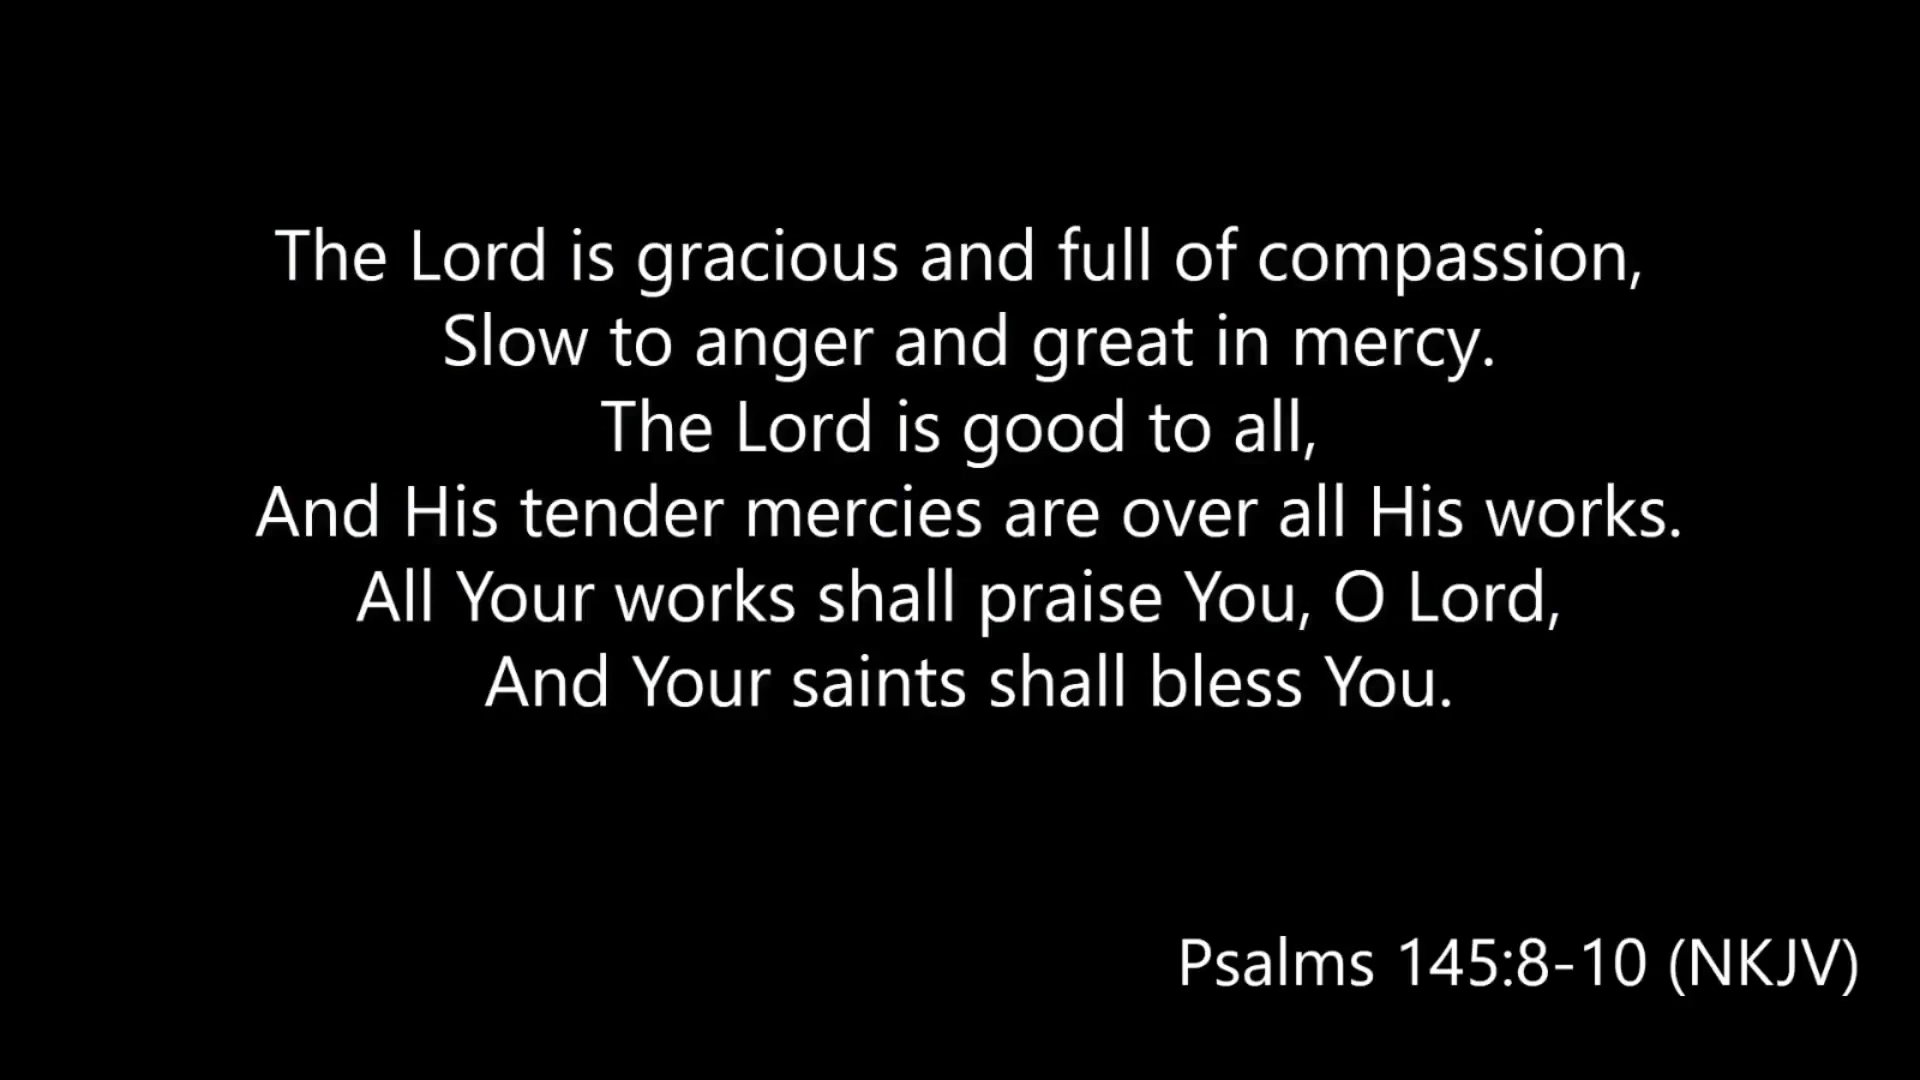 The Lord is gracious and full of compassion,
Slow to anger and great in mercy.
The Lord is good to all,
And His tender mercies are over all His works.
All Your works shall praise You, O Lord,
And Your saints shall bless You.
Psalms 145:8-10 (NKJV)